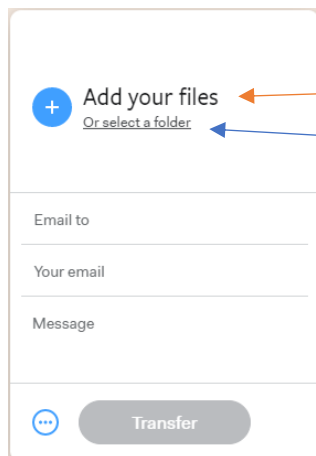 Add your files
Or select a folder
Email to
Your email
Message
Transfer